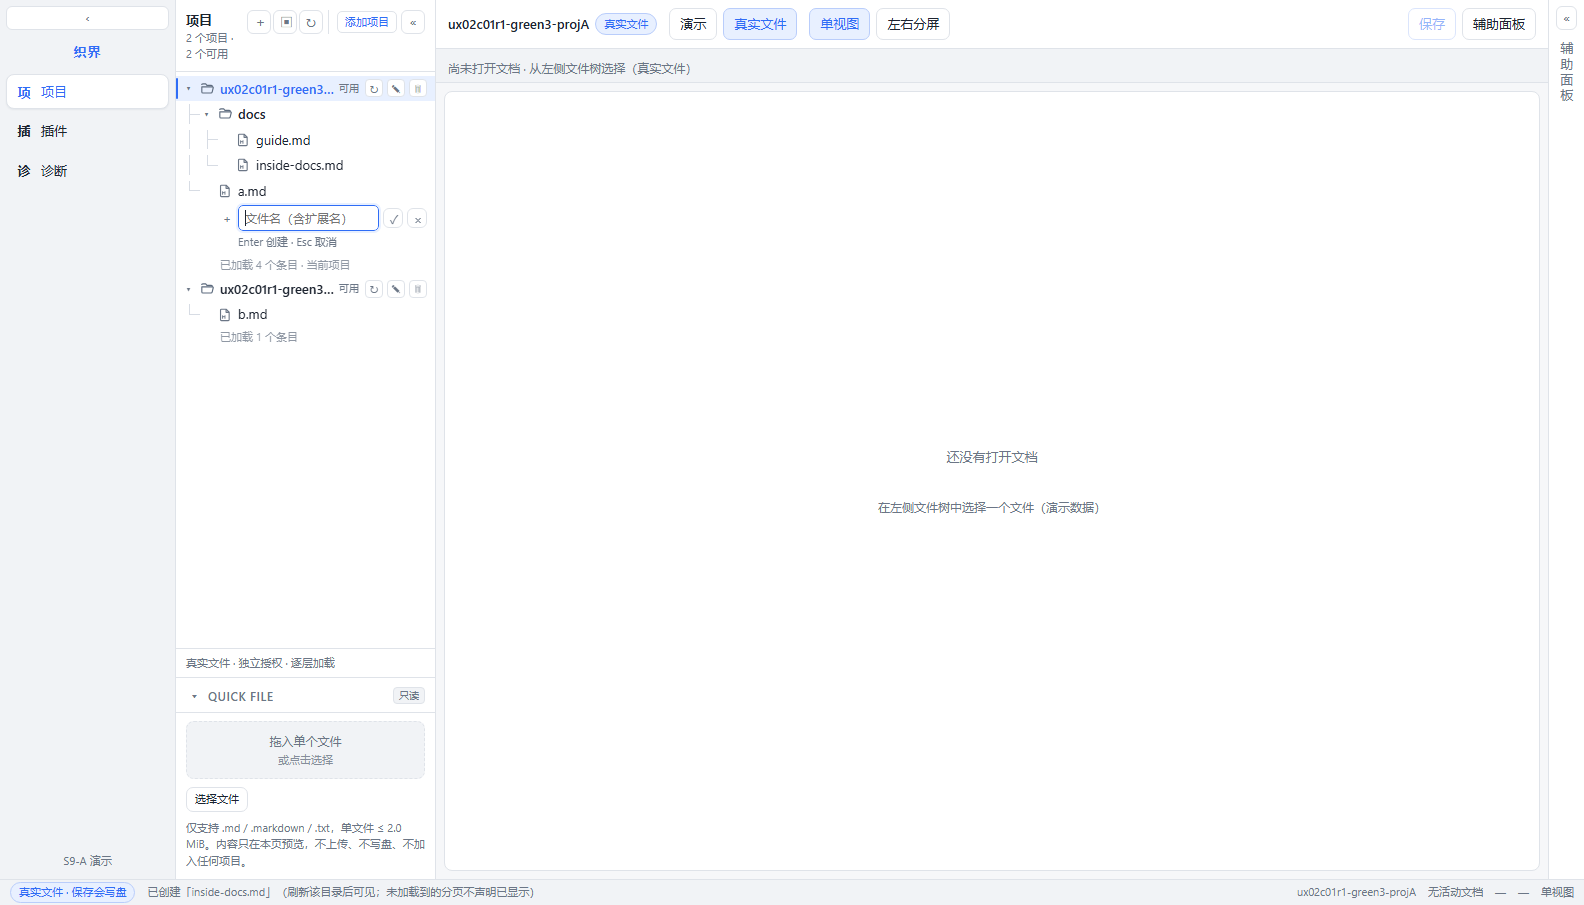 ‹
织界
项 项目
插 插件
诊 诊断
S9-A 演示
项目
2 个项目 ·
2 个可用
+
↻
添加项目
«
ux02c01r1-green3... 可用 ↻
docs
guide.md
inside-docs.md
a.md
+ 文件名（含扩展名） ✓ ×
Enter 创建 · Esc 取消
已加载 4 个条目 · 当前项目
ux02c01r1-green3... 可用 ↻
b.md
已加载 1 个条目
真实文件 · 独立授权 · 逐层加载
QUICK FILE 只读
拖入单个文件
或点击选择
选择文件
仅支持 .md / .markdown / .txt，单文件 ≤ 2.0
MiB。内容只在本页预览，不上传、不写盘、不加
入任何项目。
ux02c01r1-green3-projA 真实文件 演示 真实文件 单视图 左右分屏 保存 辅助面板
尚未打开文档 · 从左侧文件树选择（真实文件）
还没有打开文档
在左侧文件树中选择一个文件（演示数据）
«
辅助面板
真实文件 · 保存会写盘 已创建「inside-docs.md」（刷新该目录后可见；未加载到的分页不声明已显示） ux02c01r1-green3-projA 无活动文档 — — 单视图